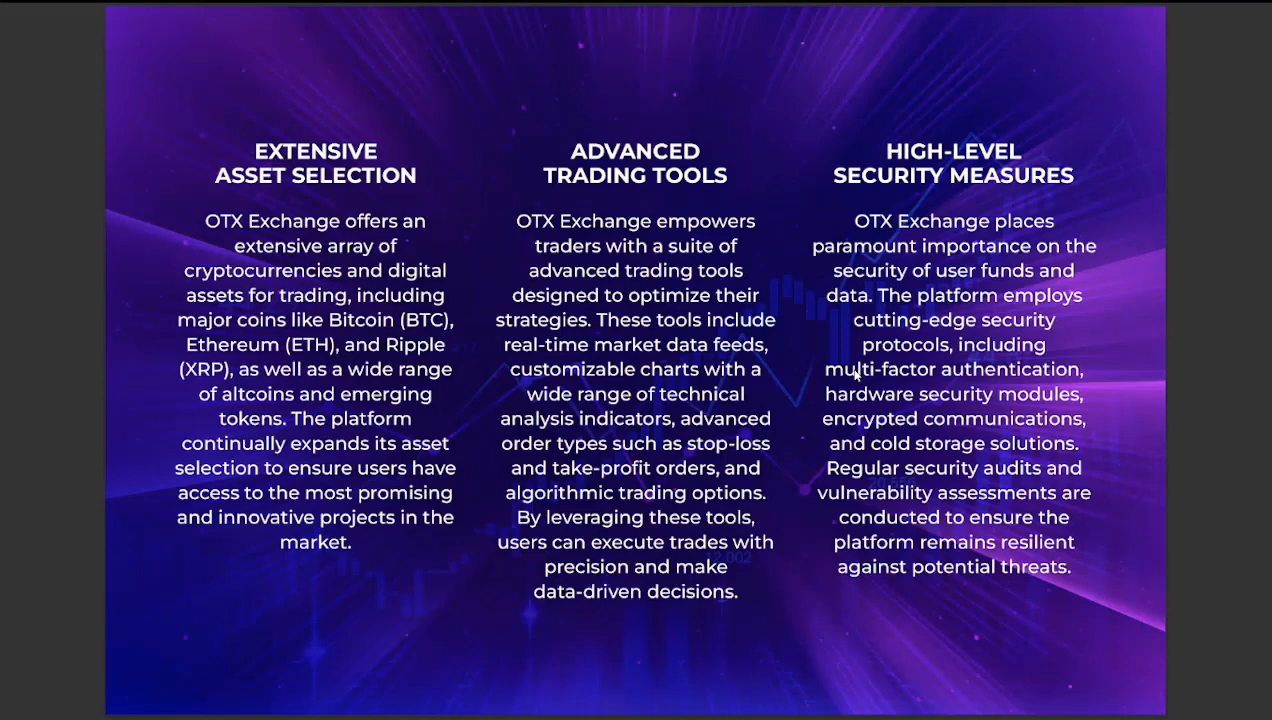 EXTENSIVE
ASSET SELECTION
OTX Exchange offers an
extensive array of
cryptocurrencies and digital
assets for trading, including
major coins like Bitcoin (BTC),
Ethereum (ETH), and Ripple
(XRP), as well as a wide range
of altcoins and emerging
tokens. The platform
continually expands its asset
selection to ensure users have
access to the most promising
and innovative projects in the
market.
ADVANCED
TRADING TOOLS
OTX Exchange empowers
traders with a suite of
advanced trading tools
designed to optimize their
strategies. These tools include
real-time market data feeds,
customizable charts with a
wide range of technical
analysis indicators, advanced
order types such as stop-loss
and take-profit orders, and
algorithmic trading options.
By leveraging these tools,
users can execute trades with
precision and make
data-driven decisions.
12,002
HIGH-LEVEL
SECURITY MEASURES
OTX Exchange places
paramount importance on the
security of user funds and
data. The platform employs
cutting-edge security
protocols, including
multi-factor authentication,
hardware security modules,
encrypted communications,
and cold storage solutions.
Regular security audits and
vulnerability assessments are
conducted to ensure the
platform remains resilient
against potential threats.